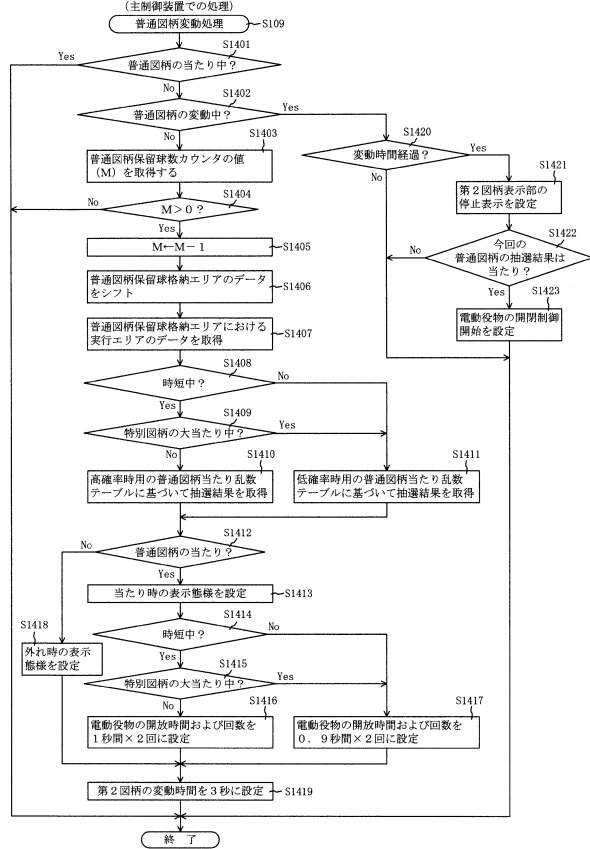 （主制御装置での処理）
普通図柄変動処理
S109
S1401
Yes
普通図柄の当たり中？
No
S1402
普通図柄の変動中？
Yes
No
S1403
普通図柄保留球数カウンタの値
（M）を取得する
S1404
No
M＞０？
Yes
M←M－１
S1405
普通図柄保留球格納エリアのデータ
をシフト
S1406
普通図柄保留球格納エリアにおける
実行エリアのデータを取得
S1407
S1408
時短中？
No
Yes
S1409
特別図柄の大当たり中？
Yes
No
S1410
高確率時用の普通図柄当たり乱数
テーブルに基づいて抽選結果を取得
S1411
低確率時用の普通図柄当たり乱数
テーブルに基づいて抽選結果を取得
S1412
No
普通図柄の当たり？
Yes
当たり時の表示態様を設定
S1413
S1414
時短中？
No
Yes
S1418
外れ時の表示
態様を設定
S1415
特別図柄の大当たり中？
Yes
No
S1416
電動役物の開放時間および回数を
１秒間×２回に設定
S1417
電動役物の開放時間および回数を
０．９秒間×２回に設定
第２図柄の変動時間を３秒に設定
S1419
終　了
S1420
変動時間経過？
Yes
No
S1421
第２図柄表示部の
停止表示を設定
S1422
今回の
普通図柄の抽選結果は
当たり？
No
Yes
S1423
電動役物の開閉制御
開始を設定